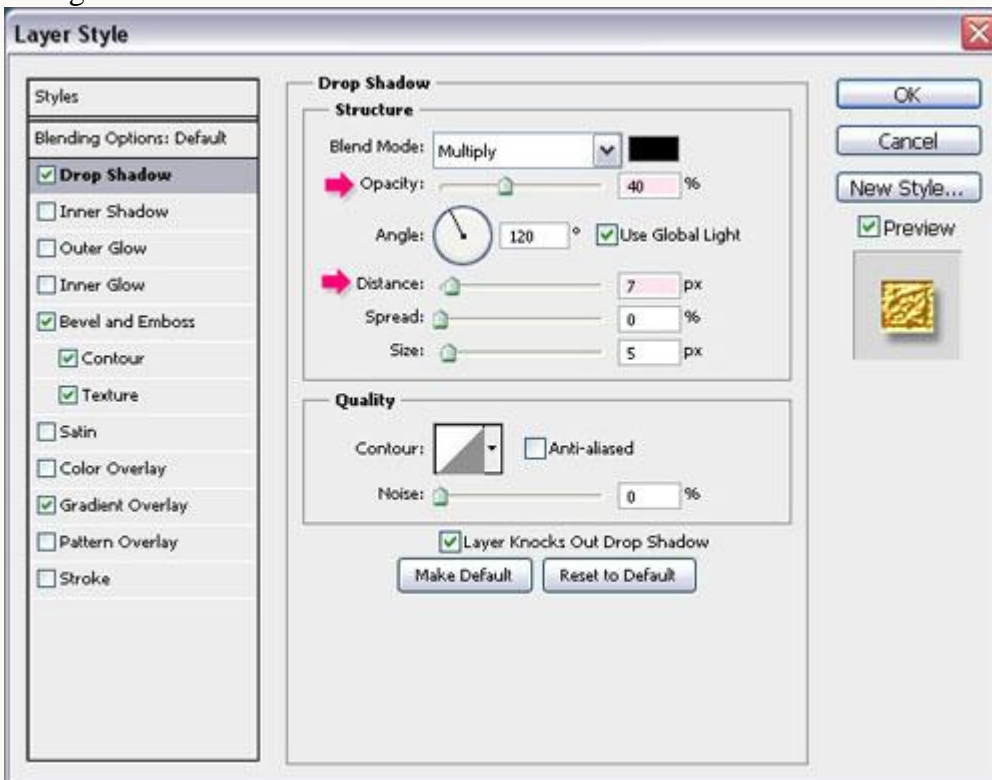 Layer Style
Styles
Blending Options: Default
Drop Shadow
Inner Shadow
Outer Glow
Inner Glow
Bevel and Emboss
Contour
Texture
Satin
Color Overlay
Gradient Overlay
Pattern Overlay
Stroke
Drop Shadow
Structure
Blend Mode: Multiply
Opacity: 40 %
Angle: 120 ° Use Global Light
Distance: 7 px
Spread: 0 %
Size: 5 px
Quality
Contour: Anti-aliased
Noise: 0 %
Layer Knocks Out Drop Shadow
Make Default Reset to Default
OK
Cancel
New Style...
Preview